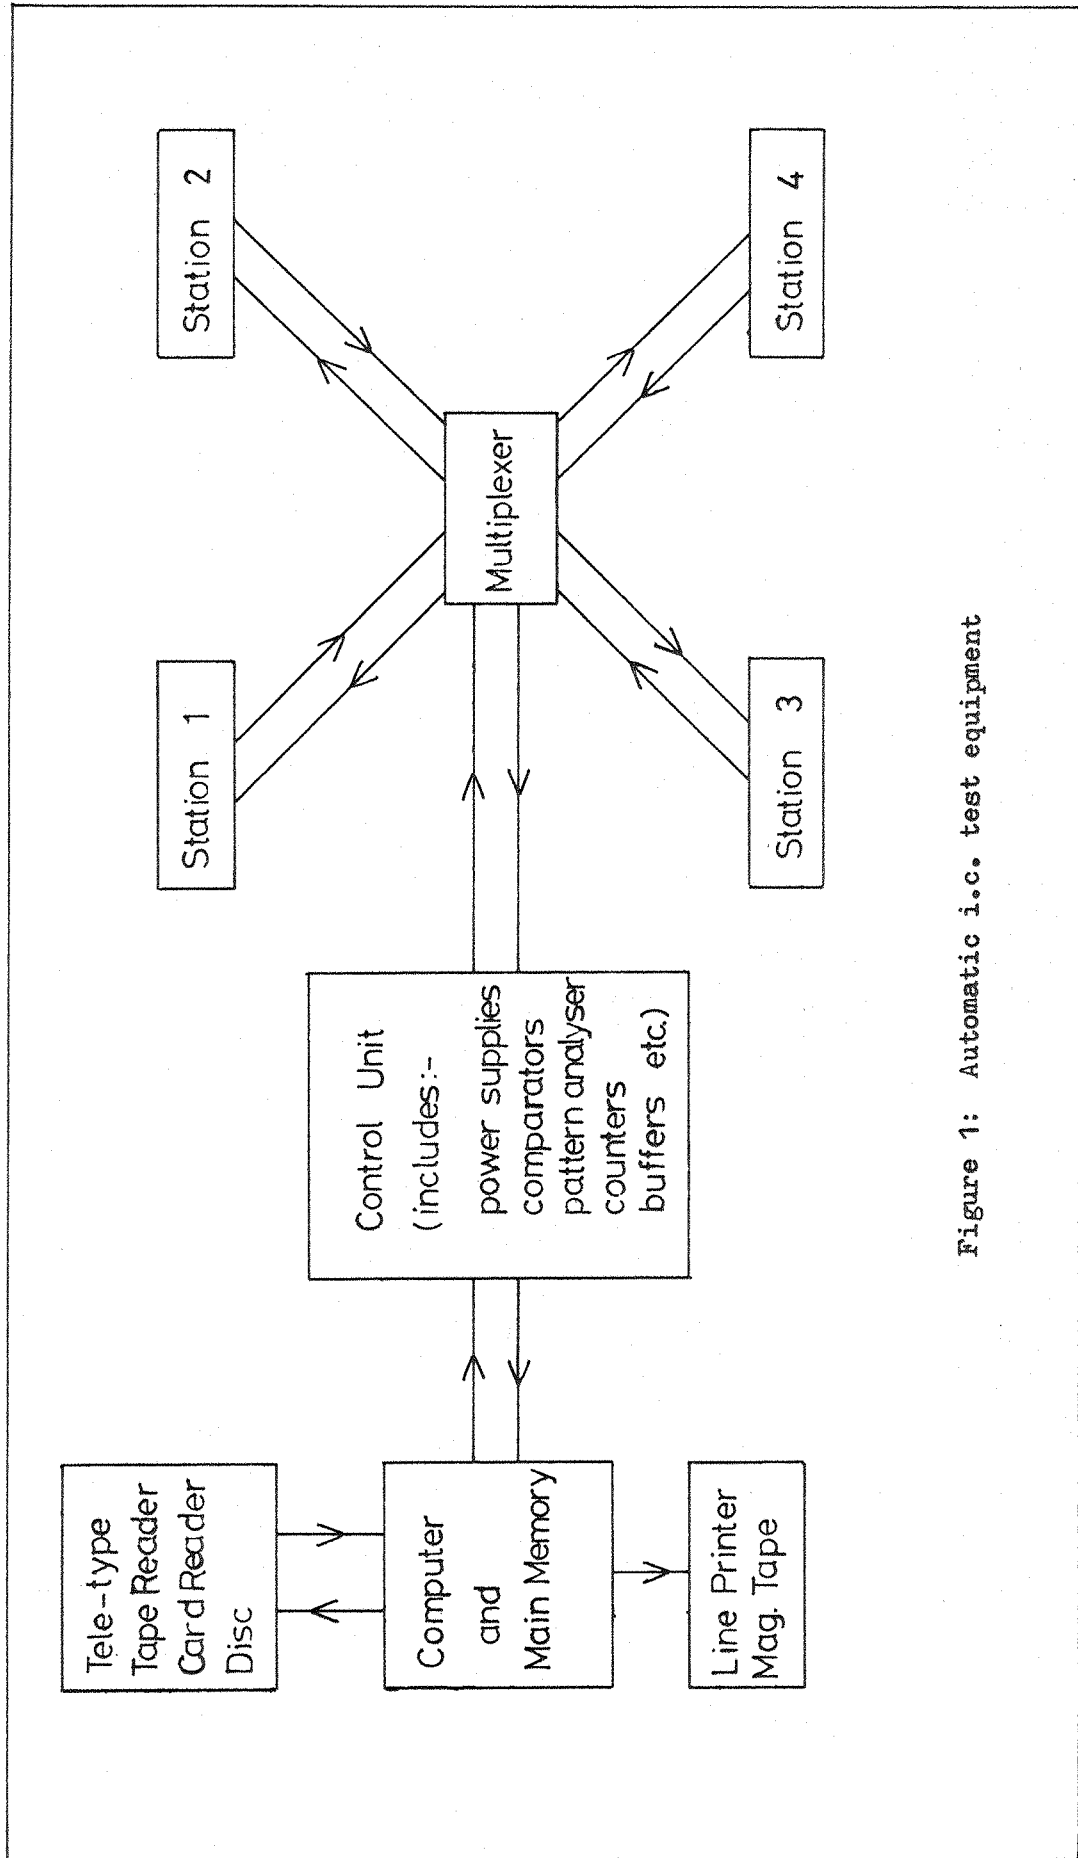 Tele-type
Tape Reader
Card Reader
Disc
Computer
and
Main Memory
Line Printer
Mag. Tape
Control Unit
(includes:-
power supplies
comparators
pattern analyser
counters
buffers etc.)
Station 1
Station 2
Multiplexer
Station 3
Station 4
Figure 1: Automatic i.c. test equipment